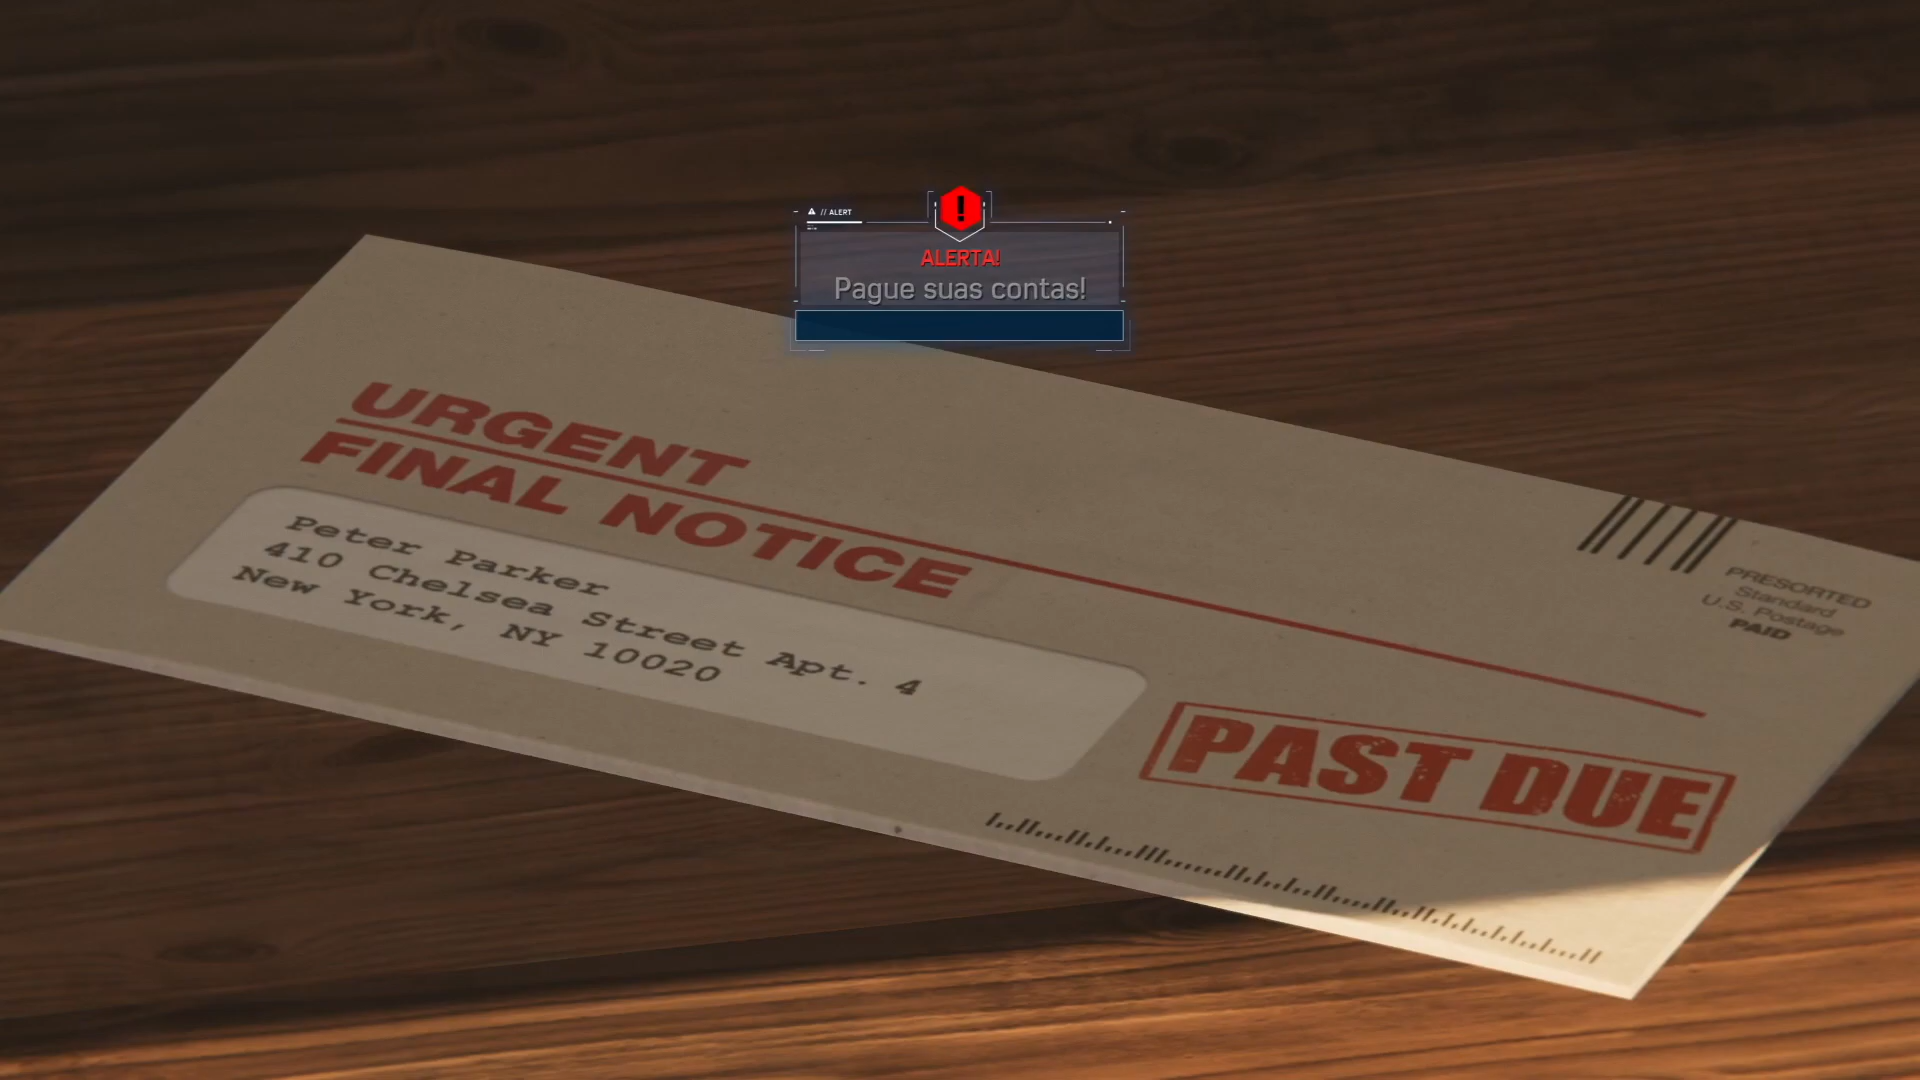 // ALERT
!
ALERTA!
Pague suas contas!
URGENT
FINAL NOTICE
Peter Parker
410 Chelsea Street Apt. 4
New York, NY 10020
PRESORTED
Standard
U.S. Postage
PAID
PAST DUE